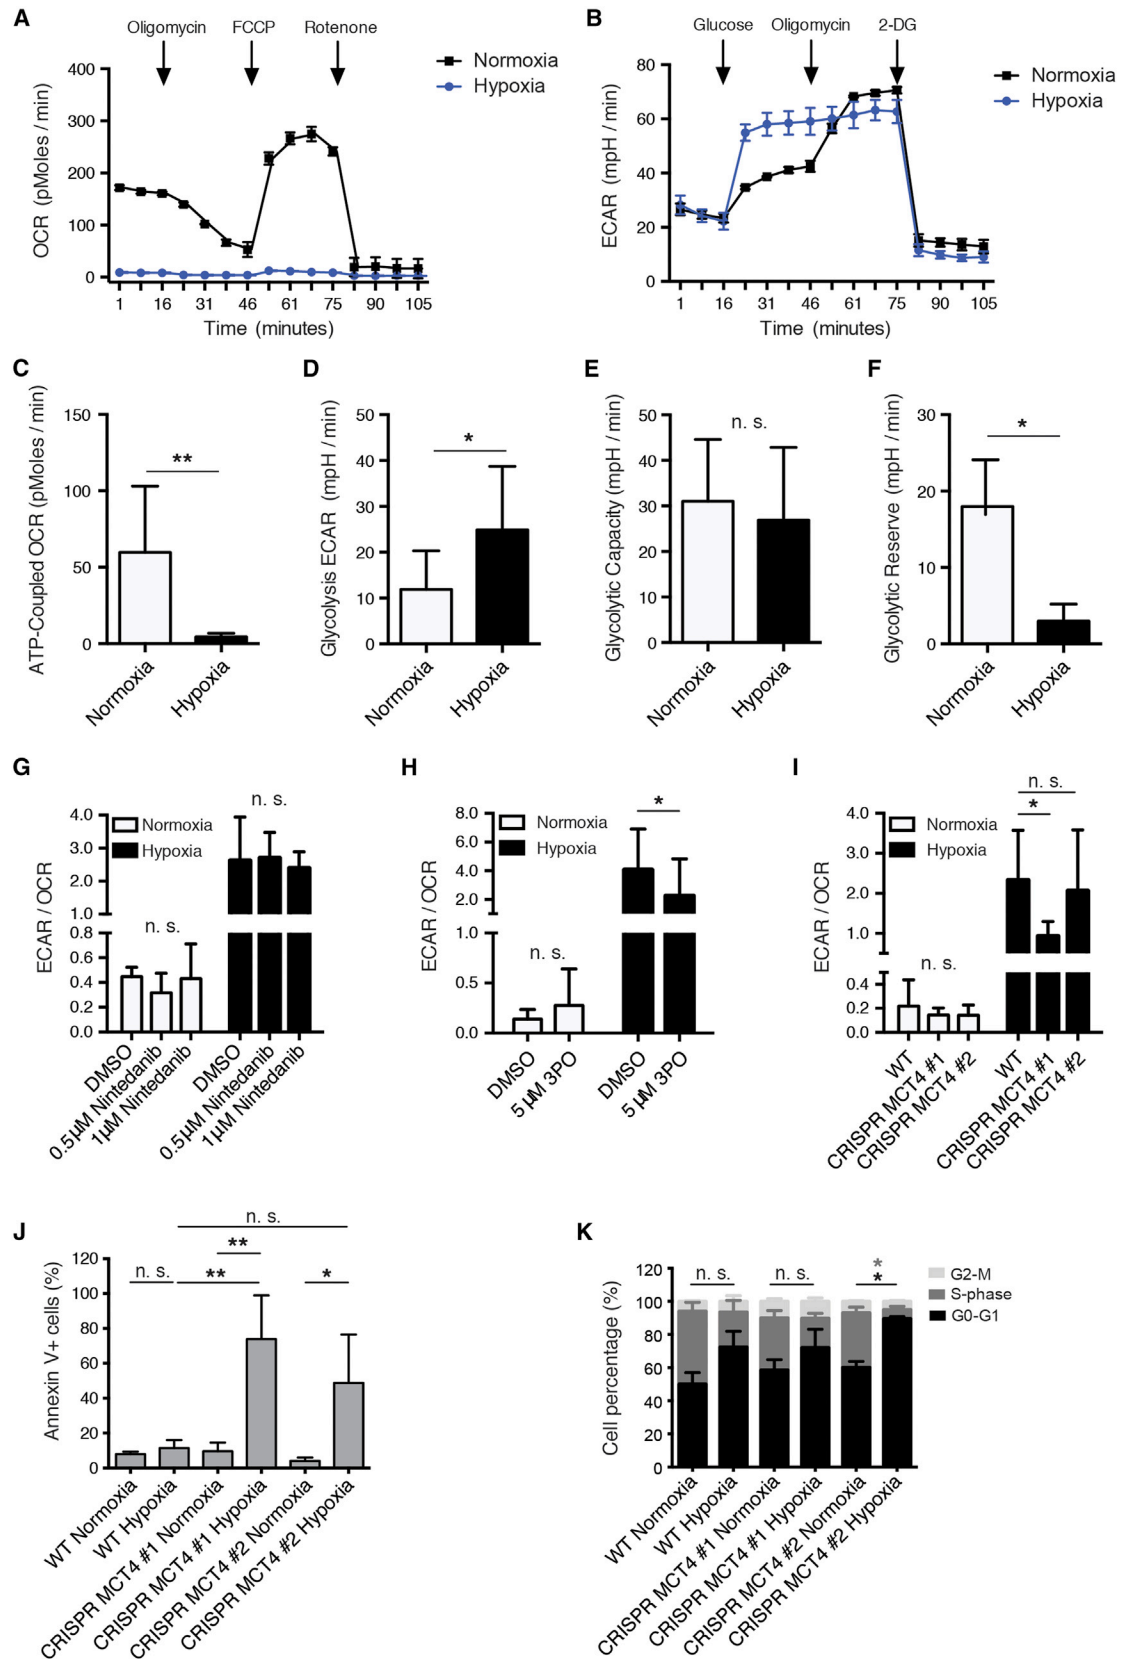 A
Oligomycin FCCP Rotenone
Normoxia
Hypoxia
OCR (pMoles / min)
400
300
200
100
0
1 16 31 46 61 75 90 105
Time (minutes)
B
Glucose Oligomycin 2-DG
Normoxia
Hypoxia
ECAR (mpH / min)
80
60
40
20
0
1 16 31 46 61 75 90 105
Time (minutes)
C
ATP-Coupled OCR (pMoles / min)
150
100
50
0
**
Normoxia
Hypoxia
D
Glycolysis ECAR (mpH / min)
50
40
30
20
10
0
*
Normoxia
Hypoxia
E
Glycolytic Capacity (mpH / min)
50
40
30
20
10
0
n. s.
Normoxia
Hypoxia
F
Glycolytic Reserve (mpH / min)
30
20
10
0
*
Normoxia
Hypoxia
G
ECAR / OCR
4.0
3.0
2.0
1.0
0.8
0.6
0.4
0.2
0.0
Normoxia
Hypoxia
n. s.
n. s.
DMSO
0.5µM Nintedanib
1µM Nintedanib
DMSO
0.5µM Nintedanib
1µM Nintedanib
H
ECAR / OCR
8.0
6.0
4.0
2.0
1.0
0.5
0.0
Normoxia
Hypoxia
n. s.
*
DMSO
5 µM 3PO
DMSO
5 µM 3PO
I
ECAR / OCR
4.0
3.0
2.0
1.0
0.4
0.2
0.0
Normoxia
Hypoxia
n. s.
n. s.
*
WT
CRISPR MCT4 #1
CRISPR MCT4 #2
WT
CRISPR MCT4 #1
CRISPR MCT4 #2
J
Annexin V+ cells (%)
120
100
80
60
40
20
0
n. s.
**
n. s.
**
*
WT Normoxia
WT Hypoxia
CRISPR MCT4 #1 Normoxia
CRISPR MCT4 #1 Hypoxia
CRISPR MCT4 #2 Normoxia
CRISPR MCT4 #2 Hypoxia
K
Cell percentage (%)
120
100
80
60
40
20
0
n. s.
n. s.
*
*
G2-M
S-phase
G0-G1
WT Normoxia
WT Hypoxia
CRISPR MCT4 #1 Normoxia
CRISPR MCT4 #1 Hypoxia
CRISPR MCT4 #2 Normoxia
CRISPR MCT4 #2 Hypoxia